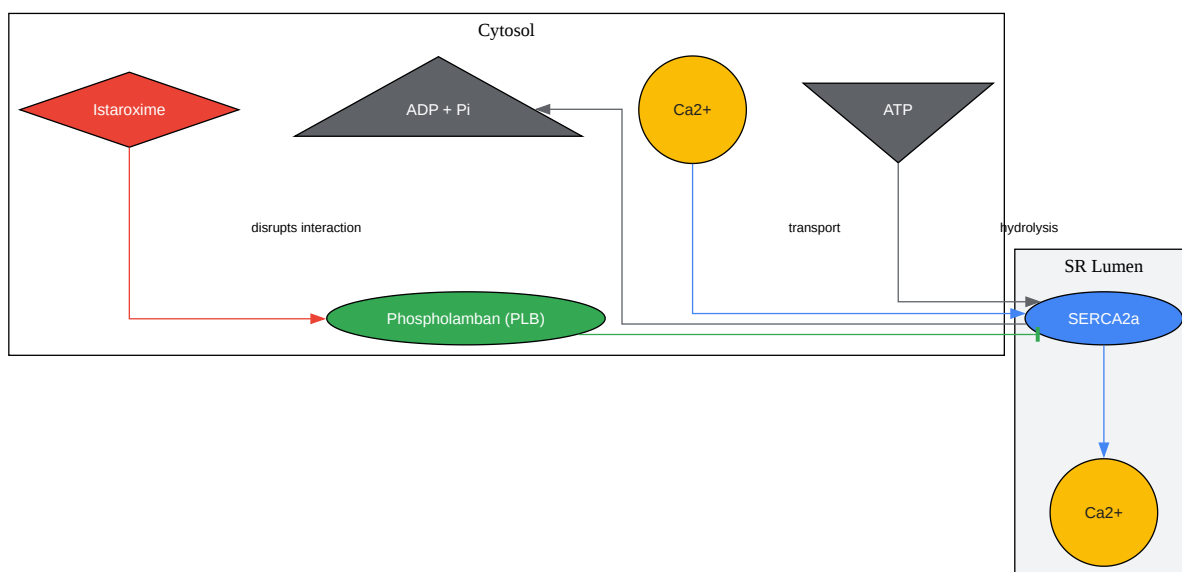 Cytosol
Istaroxime
ADP + Pi
Ca2+
ATP
disrupts interaction
transport
hydrolysis
SR Lumen
Phospholamban (PLB)
SERCA2a
Ca2+